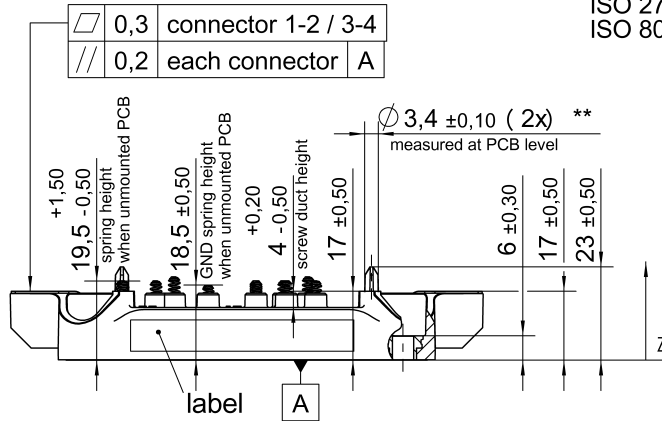 ISO 27
ISO 80
⏥ 0,3 connector 1-2 / 3-4
// 0,2 each connector A
∅ 3,4 ±0,10 ( 2x) **
measured at PCB level
19,5 +1,50 -0,50
spring height
when unmounted PCB
18,5 ±0,50
GND spring height
when unmounted PCB
4 +0,20 -0,50
screw duct height
17 ±0,50
6 ±0,30
17 ±0,50
23 ±0,50
label
A